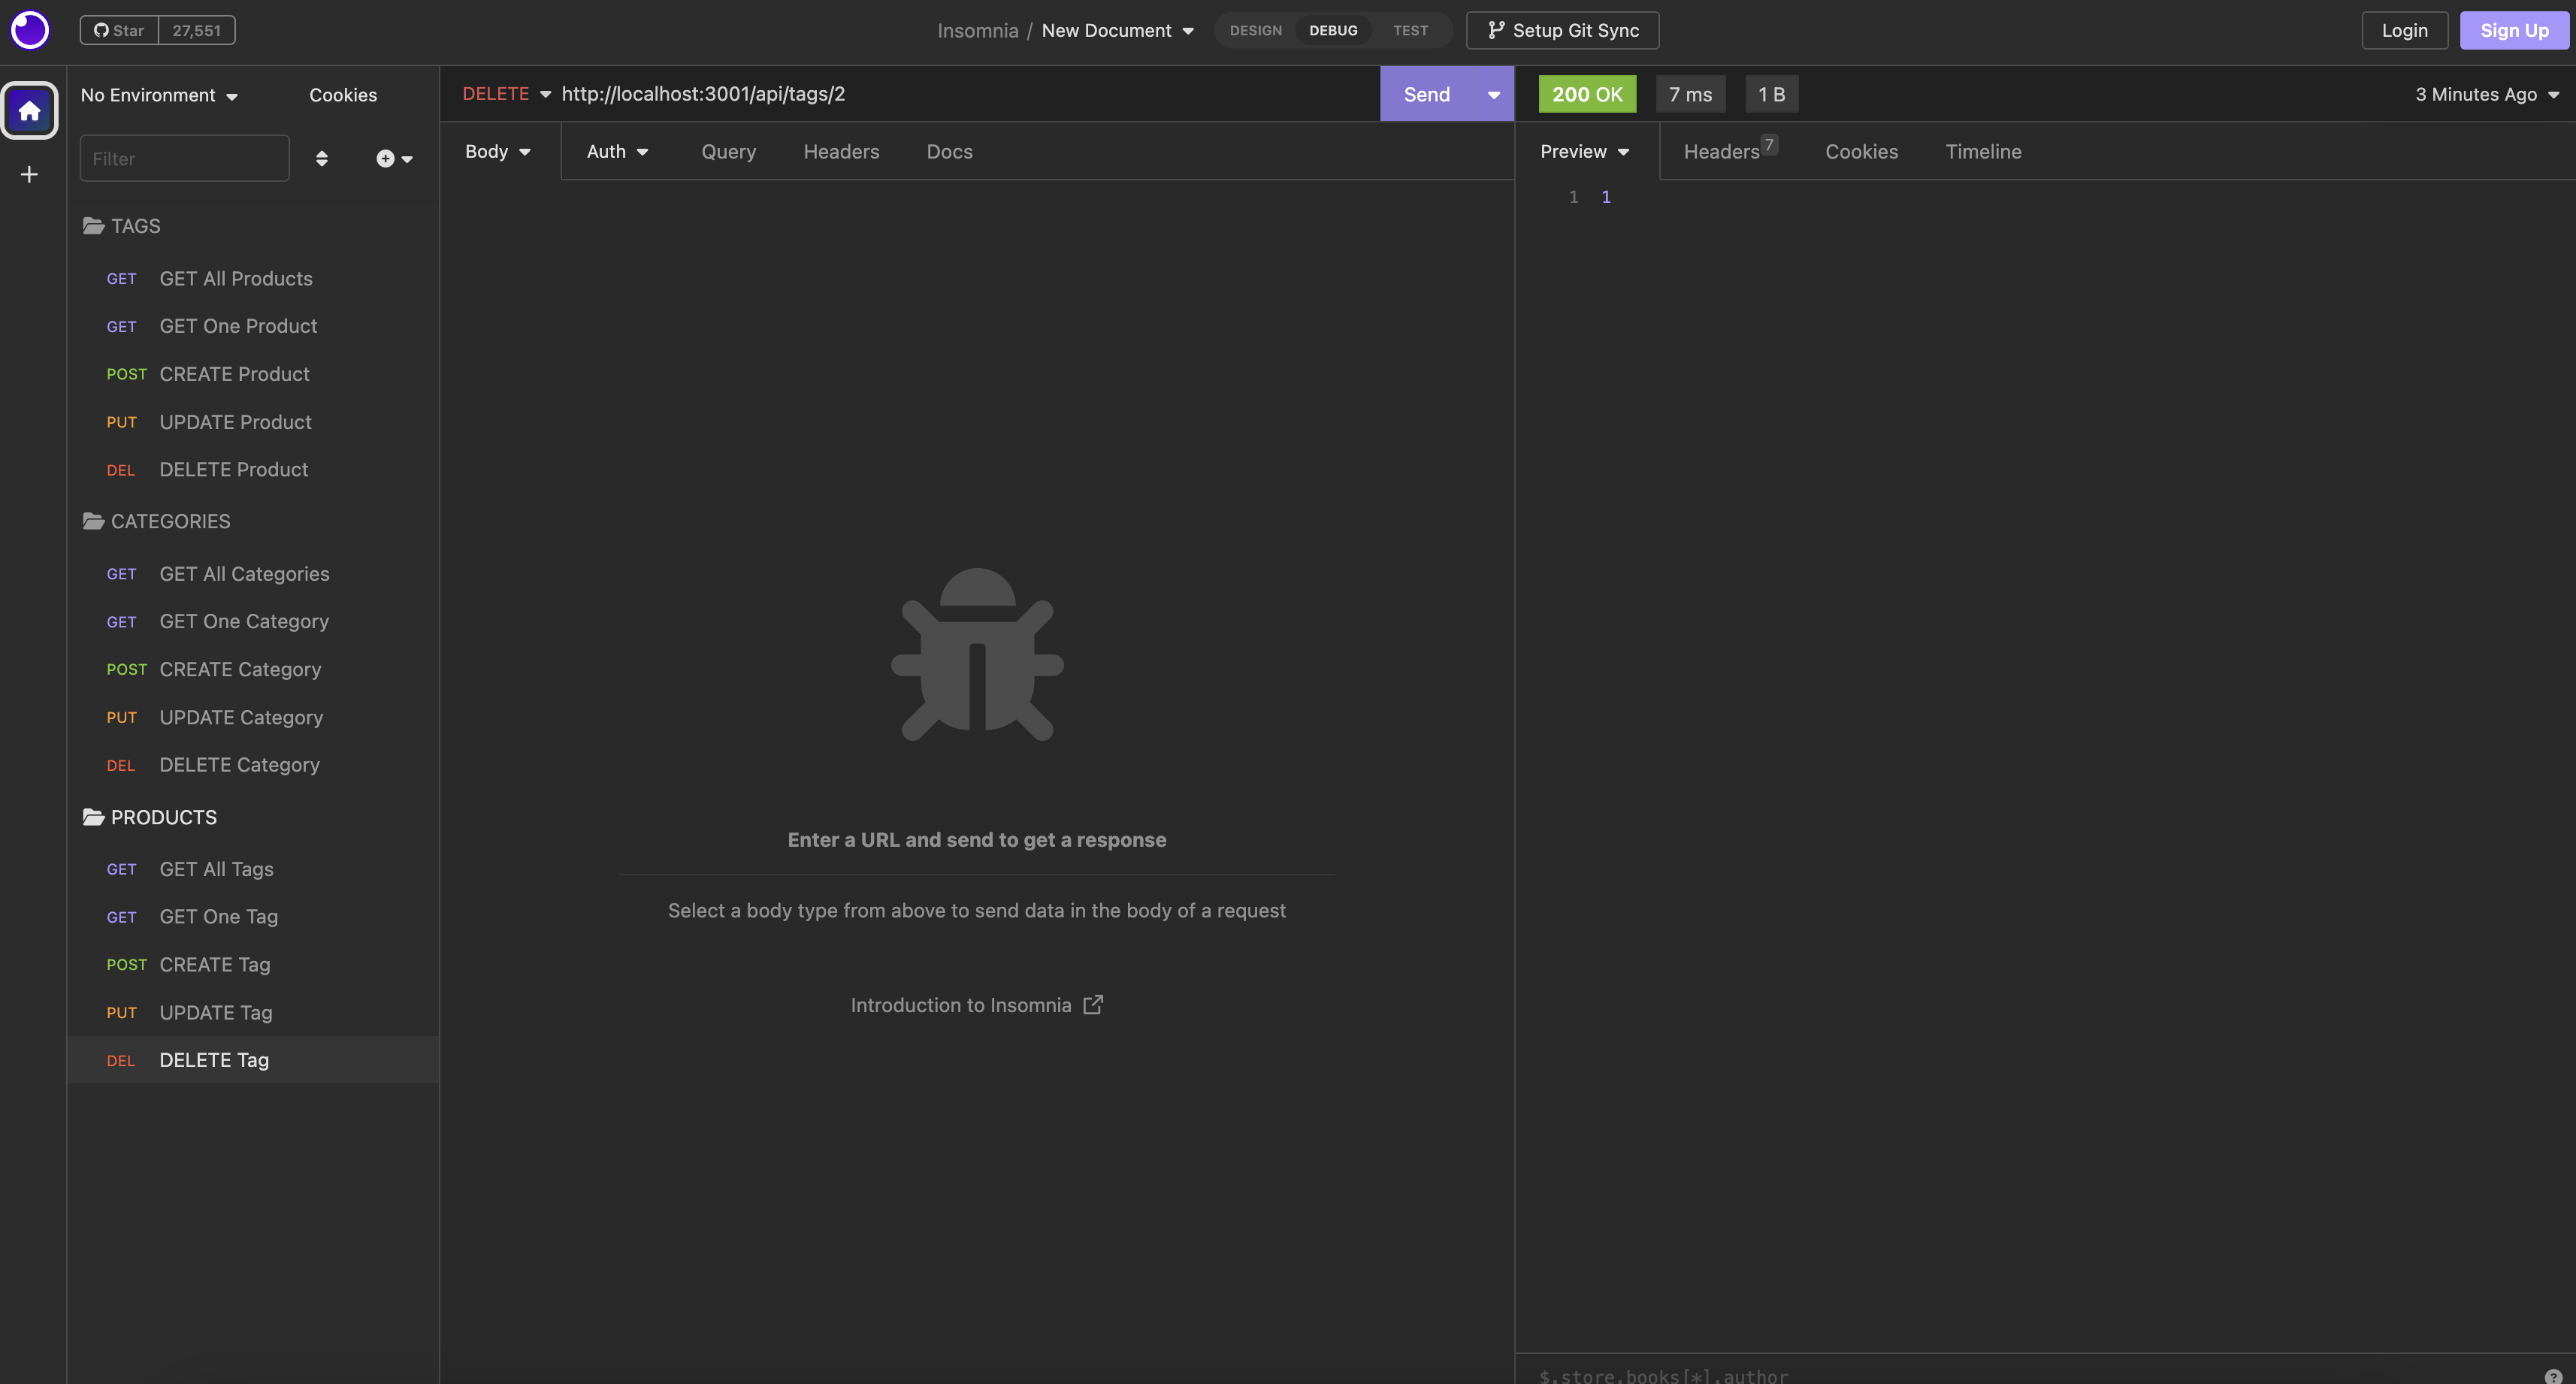 Star 27,551
Insomnia / New Document
DESIGN DEBUG TEST
Setup Git Sync
Login
Sign Up
No Environment
Cookies
Filter
TAGS
GET GET All Products
GET GET One Product
POST CREATE Product
PUT UPDATE Product
DEL DELETE Product
CATEGORIES
GET GET All Categories
GET GET One Category
POST CREATE Category
PUT UPDATE Category
DEL DELETE Category
PRODUCTS
GET GET All Tags
GET GET One Tag
POST CREATE Tag
PUT UPDATE Tag
DEL DELETE Tag
DELETE http://localhost:3001/api/tags/2
Send
Body Auth Query Headers Docs
Enter a URL and send to get a response
Select a body type from above to send data in the body of a request
Introduction to Insomnia
200 OK 7 ms 1 B 3 Minutes Ago
Preview Headers 7 Cookies Timeline
1 1
$.store.books[*].author
?